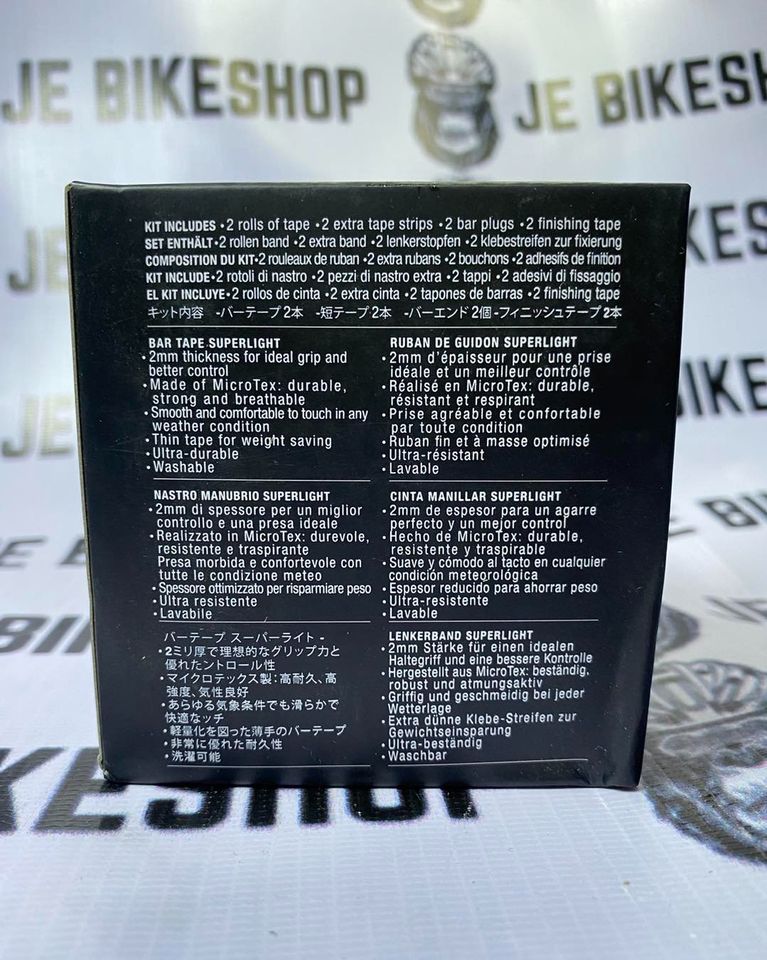 JE BIKESHOP
JE BIKESH
KIT INCLUDES •2 rolls of tape •2 extra tape strips •2 bar plugs •2 finishing tape
SET ENTHÄLT•2 rollen band •2 extra band •2 lenkerstopfen •2 klebestreifen zur fixierung
COMPOSITION DU KIT•2 rouleaux de ruban •2 extra rubans •2 bouchons •2 adhesifs de finition
KIT INCLUDE•2 rotoli di nastro •2 pezzi di nastro extra •2 tappi •2 adesivi di fissaggio
EL KIT INCLUYE•2 rollos de cinta •2 extra cinta •2 tapones de barras •2 finishing tape
キット内容 -バーテープ2本 -短テープ2本 -バーエンド2個-フィニッシュテープ2本
BAR TAPE SUPERLIGHT
•2mm thickness for ideal grip and
better control
•Made of MicroTex: durable,
strong and breathable
•Smooth and comfortable to touch in any
weather condition
•Thin tape for weight saving
•Ultra-durable
•Washable
RUBAN DE GUIDON SUPERLIGHT
•2mm d'épaisseur pour une prise
idéale et un meilleur contrôle
•Réalisé en MicroTex: durable,
résistant et respirant
•Prise agréable et confortable
par toute condition
•Ruban fin et à masse optimisé
•Ultra-résistant
•Lavable
NASTRO MANUBRIO SUPERLIGHT
•2mm di spessore per un miglior
controllo e una presa ideale
•Realizzato in MicroTex: durevole,
resistente e traspirante
Presa morbida e confortevole con
tutte le condizione meteo
•Spessore ottimizzato per risparmiare peso
•Ultra resistente
•Lavabile
CINTA MANILLAR SUPERLIGHT
•2mm de espesor para un agarre
perfecto y un mejor control
•Hecho de MicroTex: durable,
resistente y traspirable
•Suave y cómodo al tacto en cualquier
condición meteorológica
•Espesor reducido para ahorrar peso
•Ultra-resistente
•Lavable
バーテープ スーパーライト -
•2ミリ厚で理想的なグリップ力と
優れたントロール性
•マイクロテックス製:高耐久、高
強度、気性良好
•あらゆる気象条件でも滑らかで
快適なッチ
•軽量化を図った薄手のバーテープ
•非常に優れた耐久性
•洗濯可能
LENKERBAND SUPERLIGHT
•2mm Stärke für einen idealen
Haltegriff und eine bessere Kontrolle
•Hergestellt aus MicroTex: beständig,
robust und atmungsaktiv
•Griffig und geschmeidig bei jeder
Wetterlage
•Extra dünne Klebe-Streifen zur
Gewichtseinsparung
•Ultra-beständig
•Waschbar